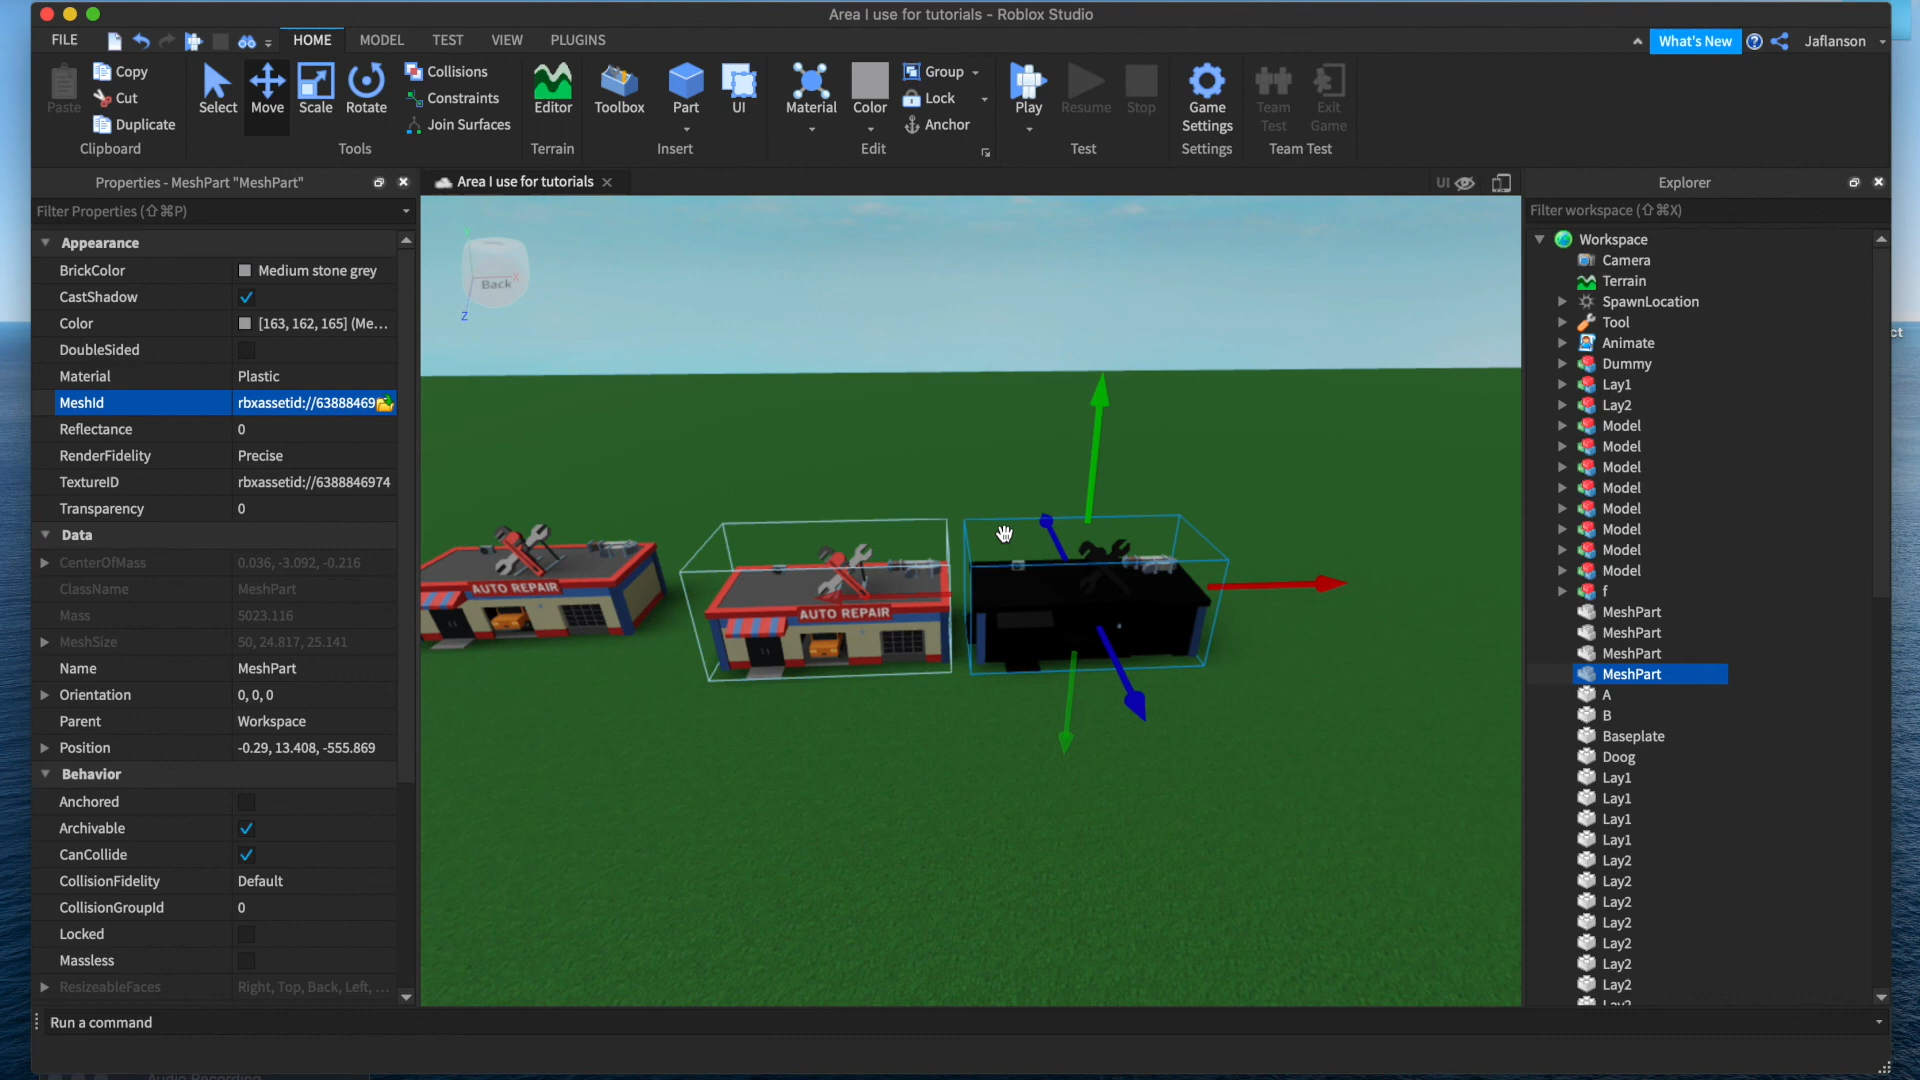 Area I use for tutorials - Roblox Studio
FILE HOME MODEL TEST VIEW PLUGINS What's New Jaflanson
Paste Copy Cut Duplicate Clipboard
Select Move Scale Rotate Collisions Constraints Join Surfaces Tools
Editor Terrain
Toolbox Part UI Insert
Material Color Group Lock Anchor Edit
Play Resume Stop Test
Game Settings Settings
Team Test Exit Game Team Test
Properties - MeshPart "MeshPart"
Filter Properties (⇧⌘P)
Appearance
BrickColor Medium stone grey
CastShadow
Color [163, 162, 165] (Me...
DoubleSided
Material Plastic
MeshId rbxassetid://63888469
Reflectance 0
RenderFidelity Precise
TextureID rbxassetid://6388846974
Transparency 0
Data
CenterOfMass 0.036, -3.092, -0.216
ClassName MeshPart
Mass 5023.116
MeshSize 50, 24.817, 25.141
Name MeshPart
Orientation 0, 0, 0
Parent Workspace
Position -0.29, 13.408, -555.869
Behavior
Anchored
Archivable
CanCollide
CollisionFidelity Default
CollisionGroupId 0
Locked
Massless
ResizeableFaces Right, Top, Back, Left, ...
Run a command
Area I use for tutorials
UI
Y
X
Back
Z
AUTO REPAIR
AUTO REPAIR
Explorer
Filter workspace (⇧⌘X)
Workspace
Camera
Terrain
SpawnLocation
Tool
Animate
Dummy
Lay1
Lay2
Model
Model
Model
Model
Model
Model
Model
Model
f
MeshPart
MeshPart
MeshPart
MeshPart
A
B
Baseplate
Doog
Lay1
Lay1
Lay1
Lay1
Lay2
Lay2
Lay2
Lay2
Lay2
Lay2
Lay2
Lay2
ct
Audio Recording